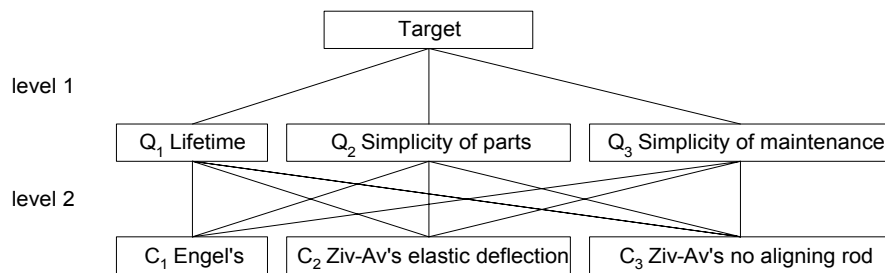 Target
level 1
Q₁ Lifetime
Q₂ Simplicity of parts
Q₃ Simplicity of maintenance
level 2
C₁ Engel's
C₂ Ziv-Av's elastic deflection
C₃ Ziv-Av's no aligning rod